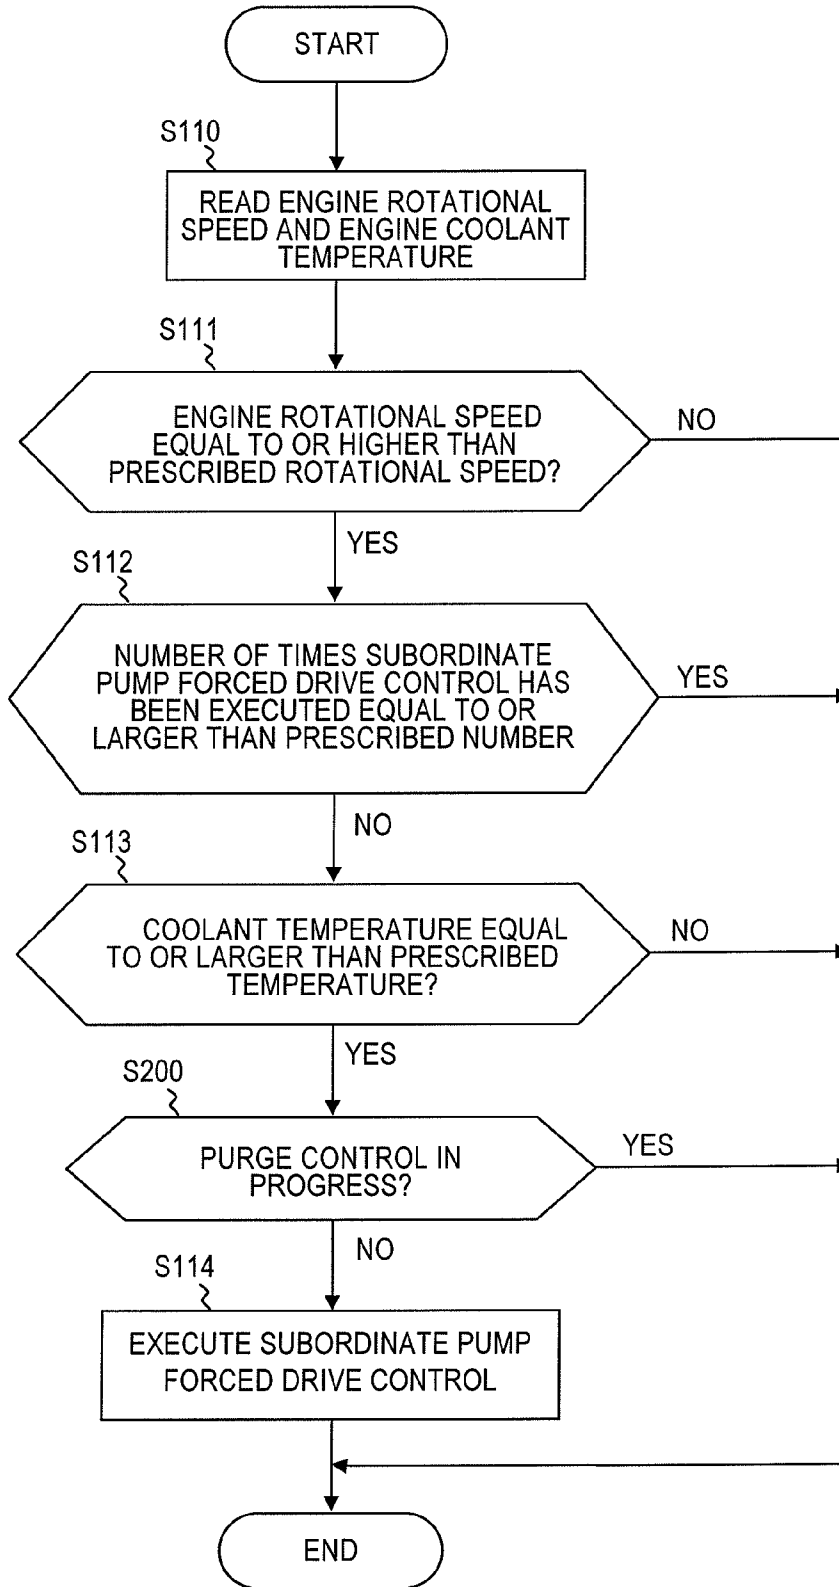 START
S110
READ ENGINE ROTATIONAL
SPEED AND ENGINE COOLANT
TEMPERATURE
S111
ENGINE ROTATIONAL SPEED
EQUAL TO OR HIGHER THAN
PRESCRIBED ROTATIONAL SPEED?
NO
YES
S112
NUMBER OF TIMES SUBORDINATE
PUMP FORCED DRIVE CONTROL HAS
BEEN EXECUTED EQUAL TO OR
LARGER THAN PRESCRIBED NUMBER
YES
NO
S113
COOLANT TEMPERATURE EQUAL
TO OR LARGER THAN PRESCRIBED
TEMPERATURE?
NO
YES
S200
PURGE CONTROL IN
PROGRESS?
YES
NO
S114
EXECUTE SUBORDINATE PUMP
FORCED DRIVE CONTROL
END